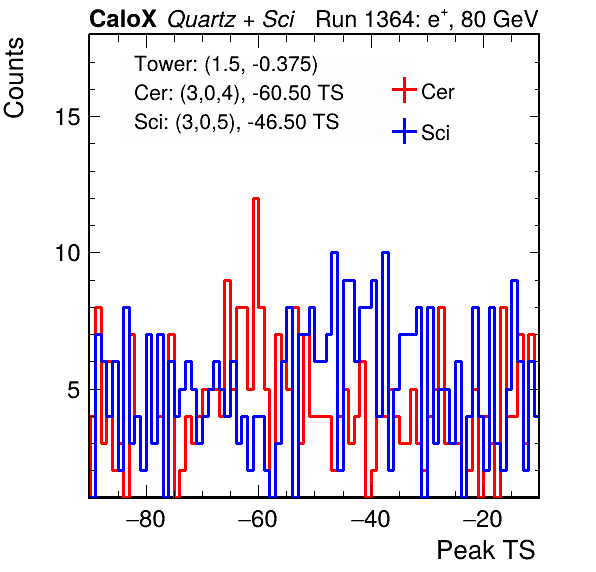 CaloX Quartz + Sci Run 1364: e+, 80 GeV
Counts
Tower: (1.5, -0.375)
Cer: (3,0,4), -60.50 TS
Sci: (3,0,5), -46.50 TS
Cer
Sci
15
10
5
−80 −60 −40 −20
Peak TS